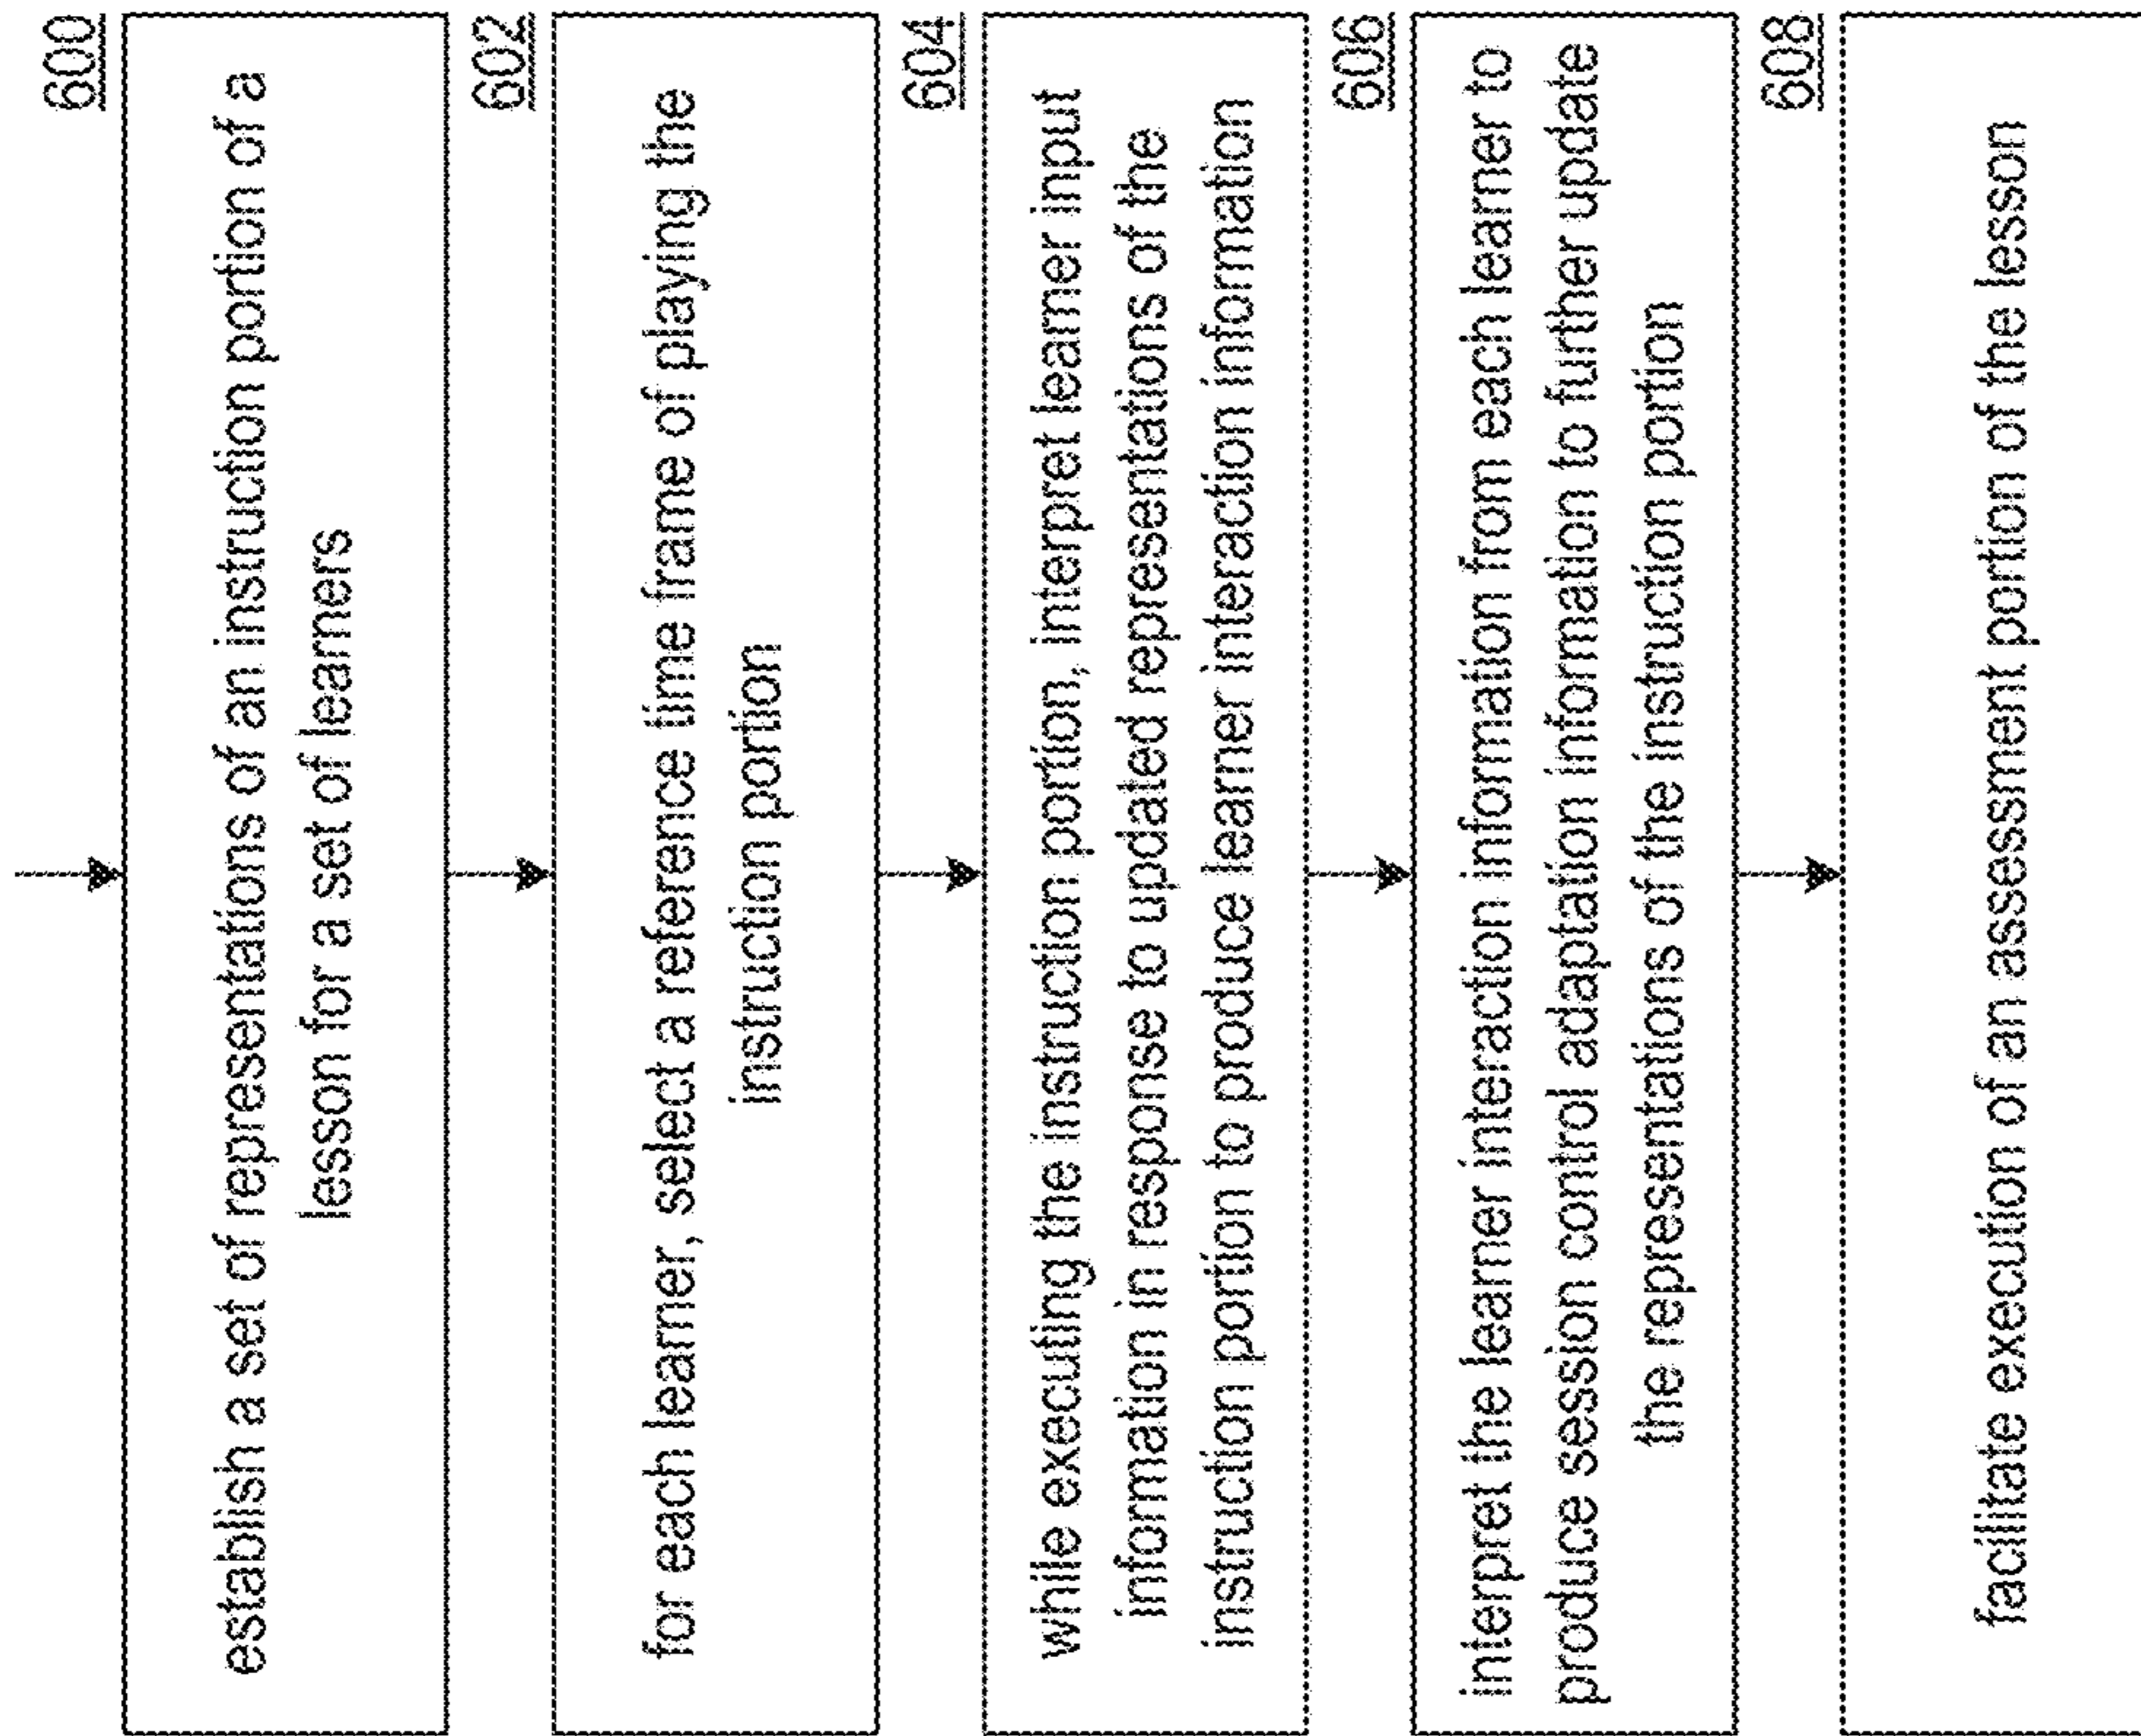 600
establish a set of representations of an instruction portion of a
lesson for a set of learners
602
for each learner, select a reference time frame of playing the
instruction portion
604
while executing the instruction portion, interpret learner input
information in response to updated representations of the
instruction portion to produce learner interaction information
606
interpret the learner interaction information from each learner to
produce session control adaptation information to further update
the representations of the instruction portion
608
facilitate execution of an assessment portion of the lesson